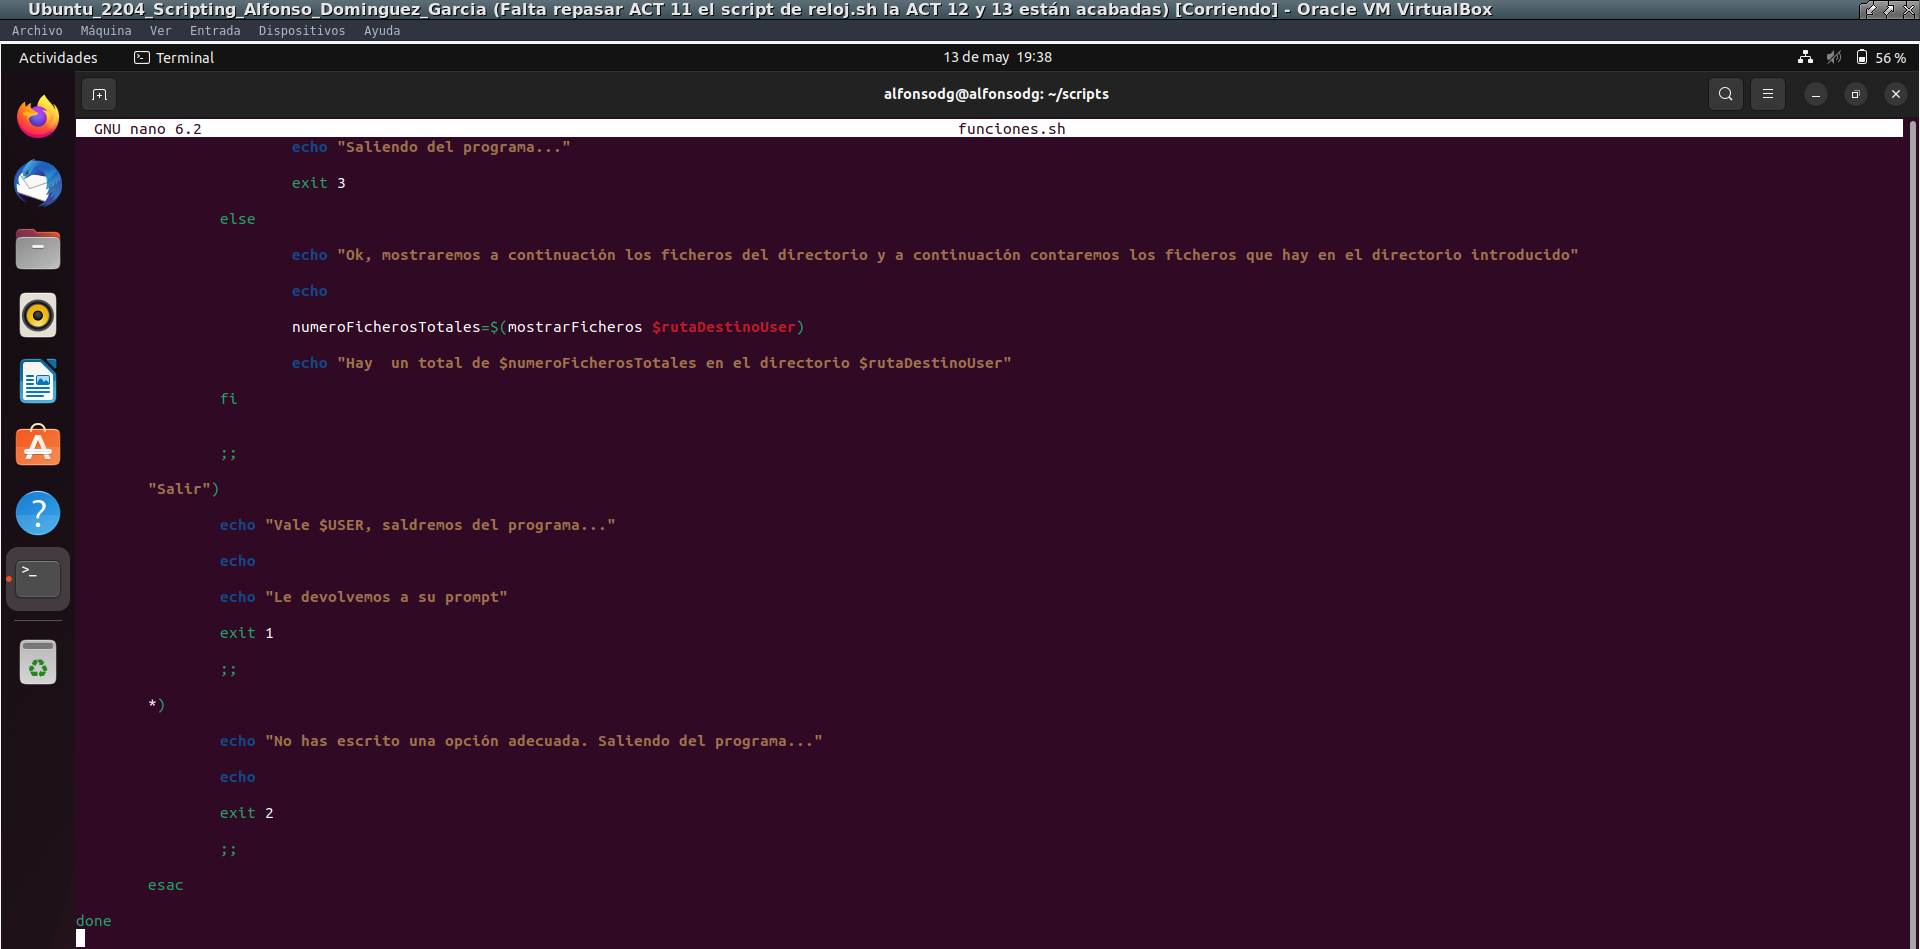 Ubuntu_2204_Scripting_Alfonso_Dominguez_Garcia (Falta repasar ACT 11 el script de reloj.sh la ACT 12 y 13 están acabadas) [Corriendo] - Oracle VM VirtualBox
Archivo Máquina Ver Entrada Dispositivos Ayuda
Actividades Terminal 13 de may 19:38 56 %
alfonsodg@alfonsodg: ~/scripts
GNU nano 6.2 funciones.sh
echo "Saliendo del programa..."
exit 3
else
echo "Ok, mostraremos a continuación los ficheros del directorio y a continuación contaremos los ficheros que hay en el directorio introducido"
echo
numeroFicherosTotales=$(mostrarFicheros $rutaDestinoUser)
echo "Hay  un total de $numeroFicherosTotales en el directorio $rutaDestinoUser"
fi
;;
"Salir")
echo "Vale $USER, saldremos del programa..."
echo
echo "Le devolvemos a su prompt"
exit 1
;;
*)
echo "No has escrito una opción adecuada. Saliendo del programa..."
echo
exit 2
;;
esac
done